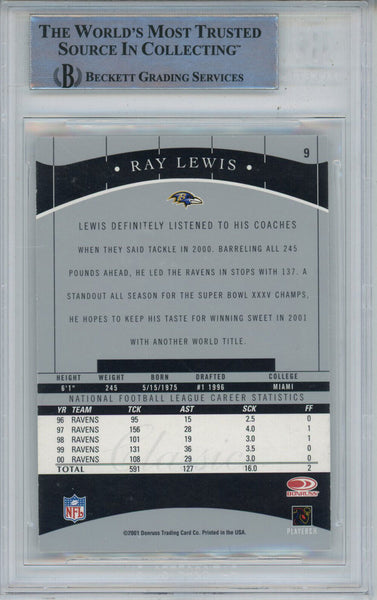 THE WORLD'S MOST TRUSTED
SOURCE IN COLLECTING™
B BECKETT GRADING SERVICES
9
• RAY LEWIS •
LEWIS DEFINITELY LISTENED TO HIS COACHES
WHEN THEY SAID TACKLE IN 2000. BARRELING ALL 245
POUNDS AHEAD, HE LED THE RAVENS IN STOPS WITH 137. A
STANDOUT ALL SEASON FOR THE SUPER BOWL XXXV CHAMPS,
HE HOPES TO KEEP HIS TASTE FOR WINNING SWEET IN 2001
WITH ANOTHER WORLD TITLE.
HEIGHT WEIGHT BORN DRAFTED COLLEGE
6'1" 245 5/15/1975 #1 1996 MIAMI
NATIONAL FOOTBALL LEAGUE CAREER STATISTICS
YR TEAM TCK AST SCK FF
96 RAVENS 95 15 2.5 0
97 RAVENS 156 28 4.0 1
98 RAVENS 101 19 3.0 1
99 RAVENS 131 36 3.5 0
00 RAVENS 108 29 3.0 0
TOTAL 591 127 16.0 2
Classics
NFL
DONRUSS
PLAYERS
©2001 Donruss Trading Card Co. Printed in the USA.